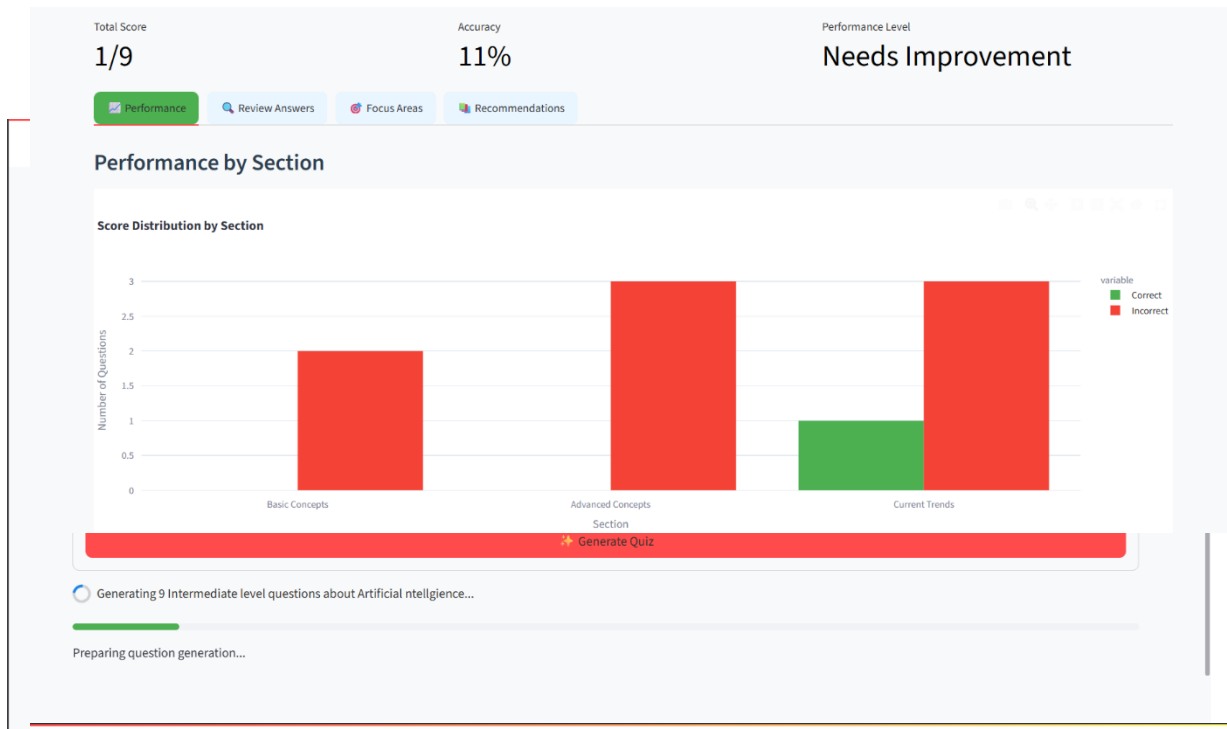 Total Score Accuracy Performance Level
1/9 11% Needs Improvement
Performance Review Answers Focus Areas Recommendations
Performance by Section
Score Distribution by Section
variable
Correct
Incorrect
Number of Questions
3
2.5
2
1.5
1
0.5
0
Basic Concepts Advanced Concepts Current Trends
Section
Generate Quiz
Generating 9 Intermediate level questions about Artificial ntellgience...
Preparing question generation...